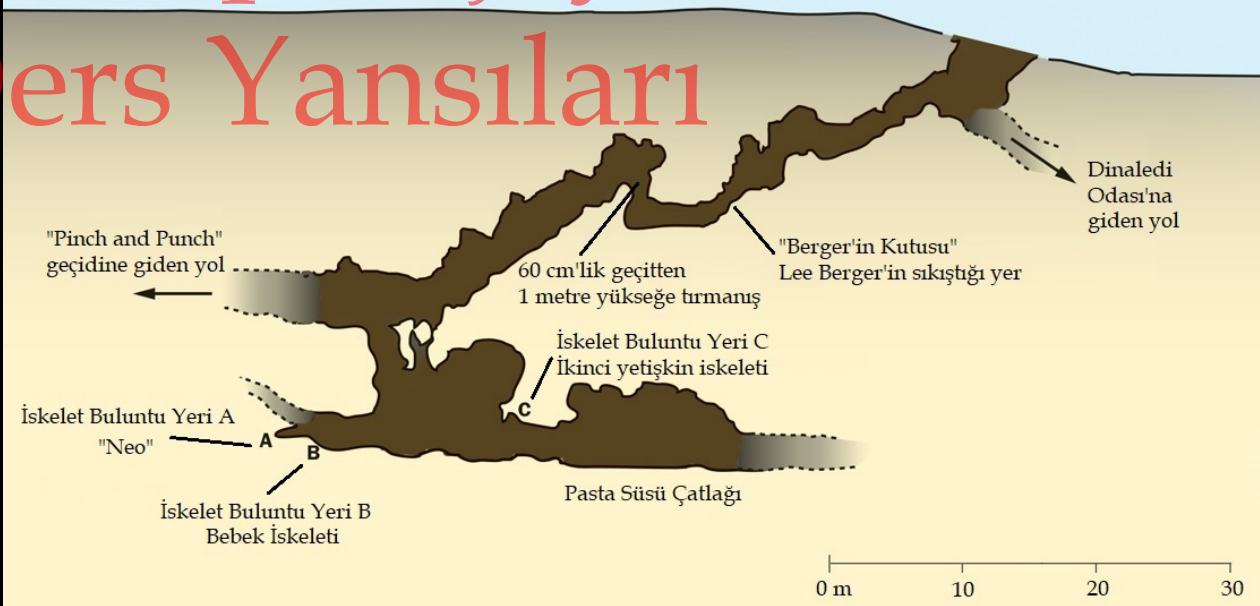 ers Yansıları
Dinaledi
Odası'na
giden yol
"Pinch and Punch"
geçidine giden yol
"Berger'in Kutusu"
Lee Berger'in sıkıştığı yer
60 cm'lik geçitten
1 metre yükseğe tırmanış
İskelet Buluntu Yeri C
İkinci yetişkin iskeleti
C
İskelet Buluntu Yeri A
"Neo"
A
B
İskelet Buluntu Yeri B
Bebek İskeleti
Pasta Süsü Çatlağı
0 m 10 20 30